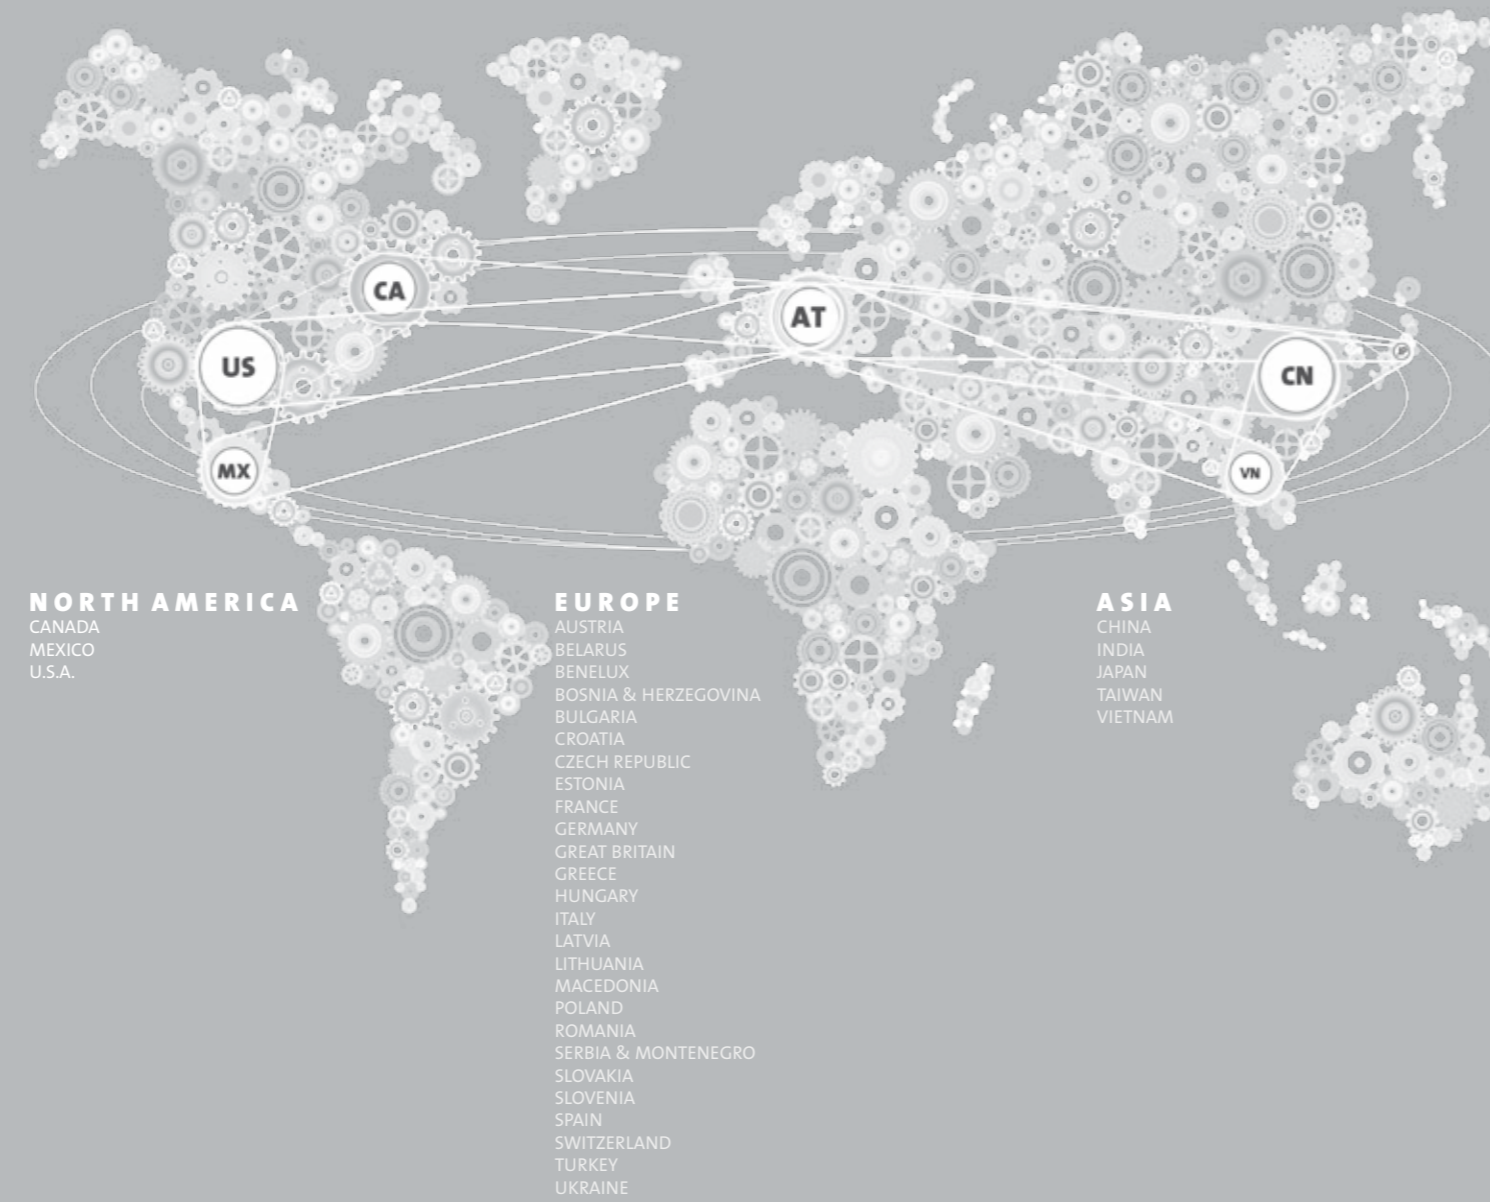 CA
AT
US
CN
MX
VN
NORTH AMERICA
CANADA
MEXICO
U.S.A.
EUROPE
AUSTRIA
BELARUS
BENELUX
BOSNIA & HERZEGOVINA
BULGARIA
CROATIA
CZECH REPUBLIC
ESTONIA
FRANCE
GERMANY
GREAT BRITAIN
GREECE
HUNGARY
ITALY
LATVIA
LITHUANIA
MACEDONIA
POLAND
ROMANIA
SERBIA & MONTENEGRO
SLOVAKIA
SLOVENIA
SPAIN
SWITZERLAND
TURKEY
UKRAINE
ASIA
CHINA
INDIA
JAPAN
TAIWAN
VIETNAM